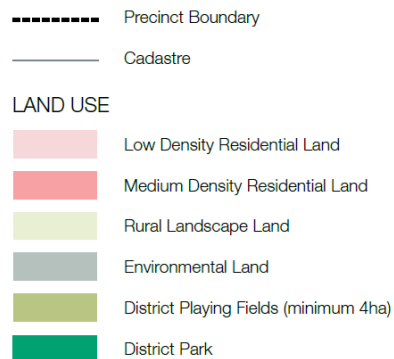 Precinct Boundary
Cadastre
LAND USE
Low Density Residential Land
Medium Density Residential Land
Rural Landscape Land
Environmental Land
District Playing Fields (minimum 4ha)
District Park